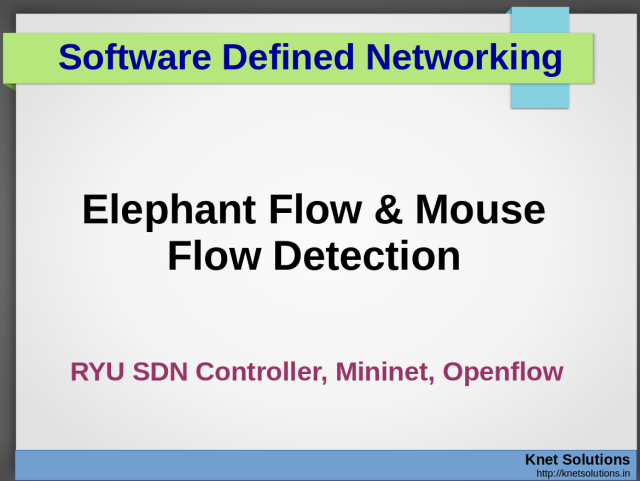 Software Defined Networking
Elephant Flow & Mouse
Flow Detection
RYU SDN Controller, Mininet, Openflow
Knet Solutions
http://knetsolutions.in